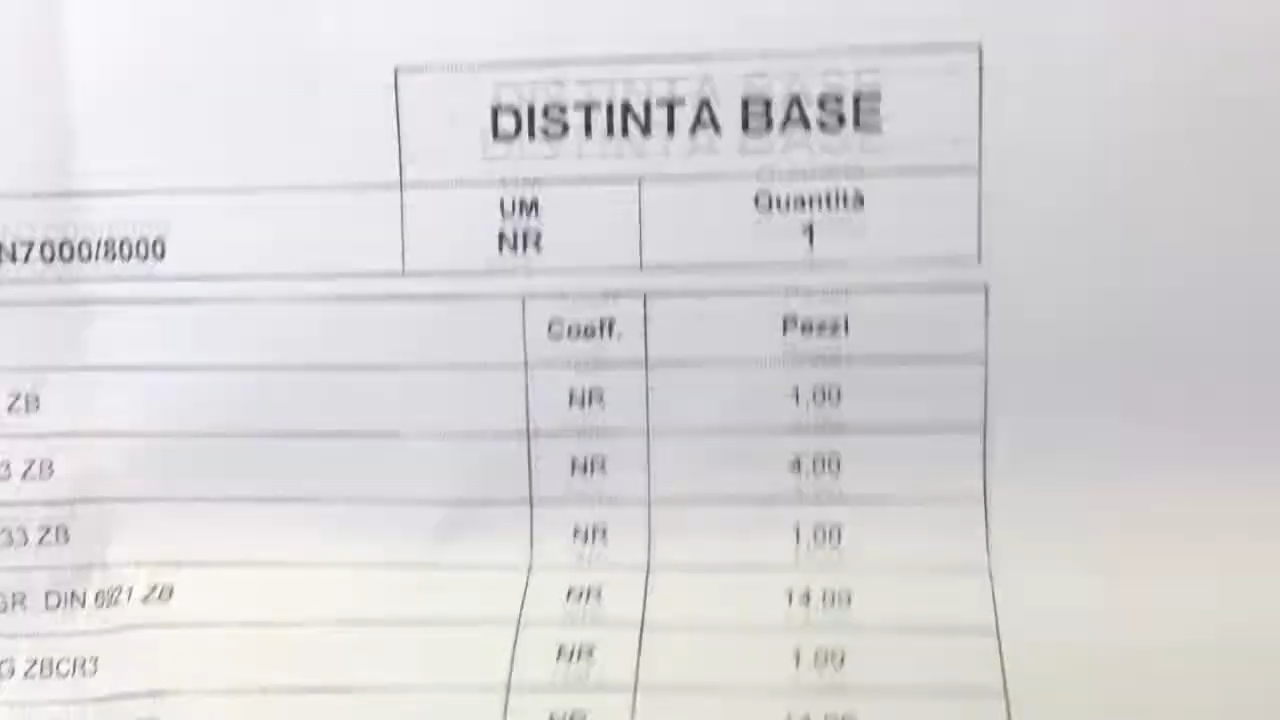 DISTINTA BASE
UM Quantità
N7000/8000 NR 1
Coeff. Pezzi
ZB NR 1,00
3 ZB NR 4,00
33 ZB NR 1,00
GR DIN 6921 ZB NR 14,00
G ZBCR3 NR 1,00
NR